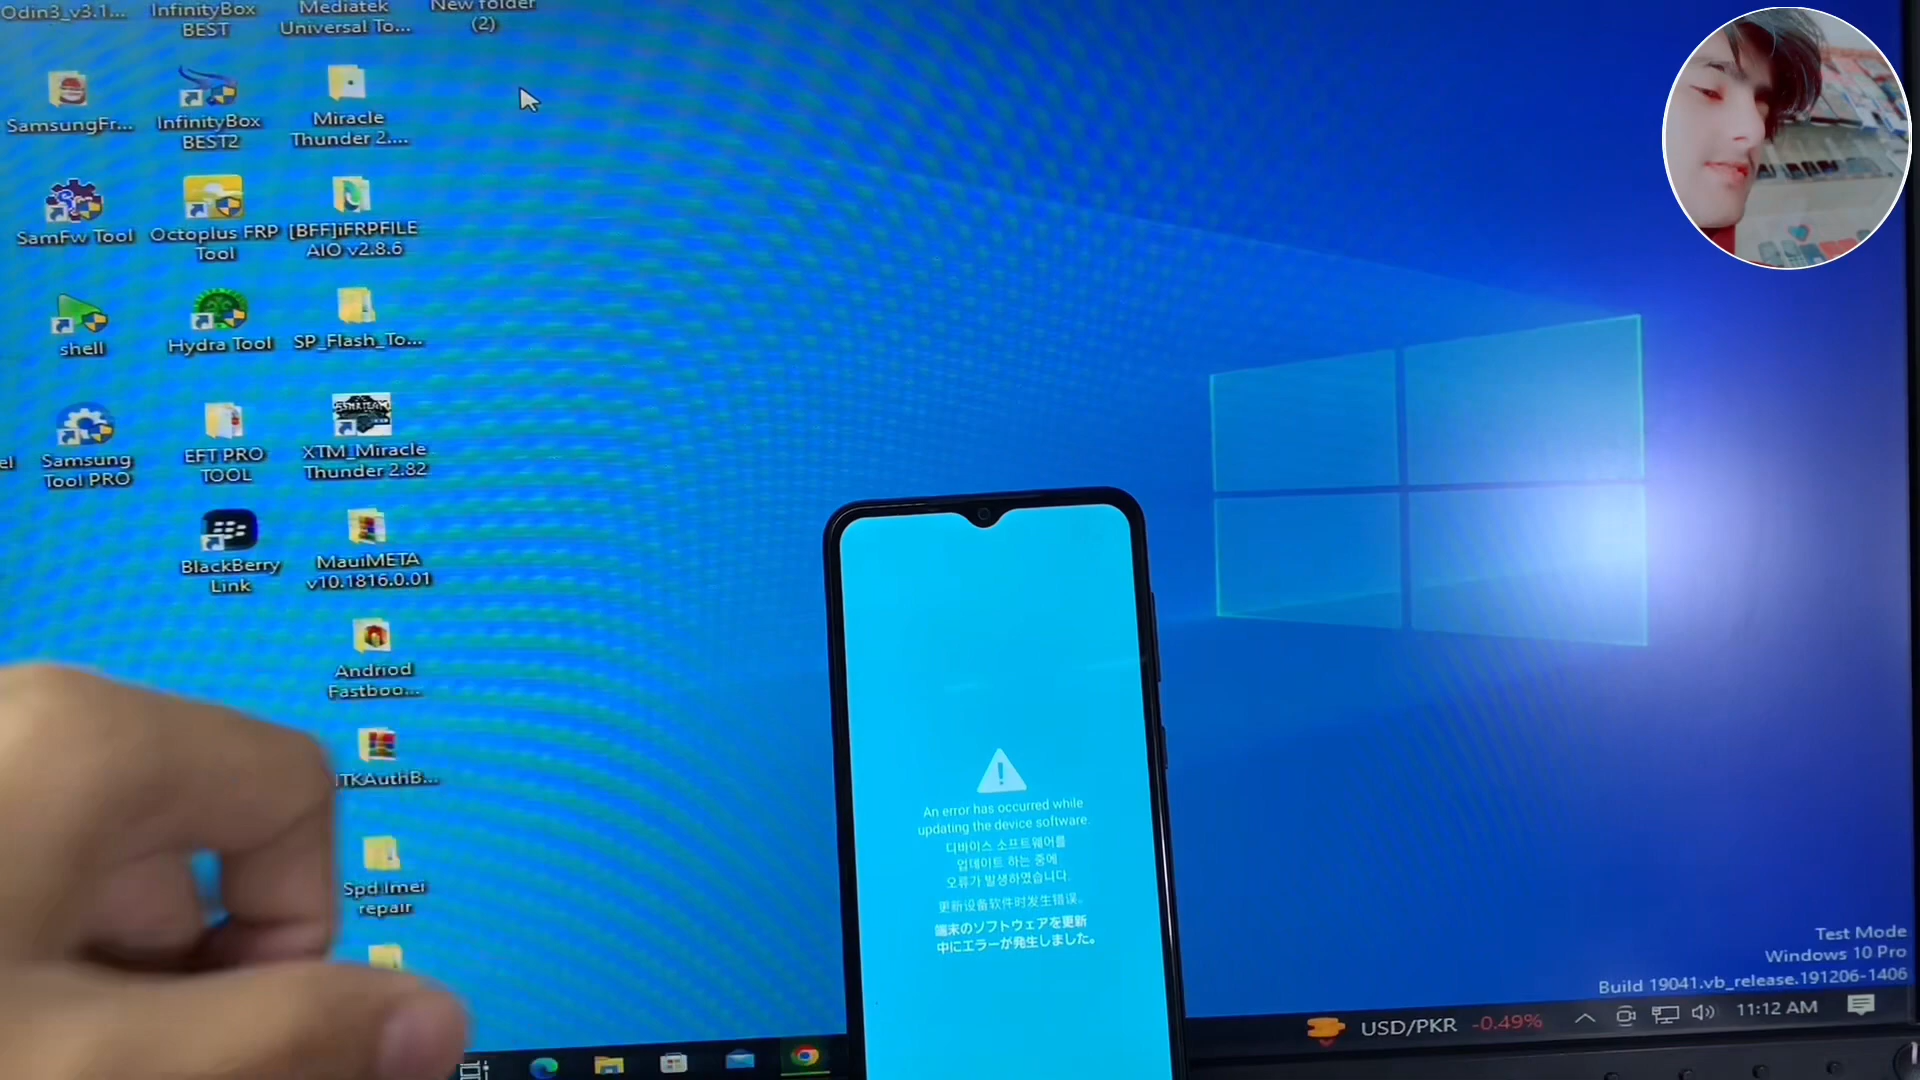 Odin3_v3.1...
InfinityBox
BEST
Mediatek
Universal To...
New folder
(2)
SamsungFr...
InfinityBox
BEST2
Miracle
Thunder 2....
SamFw Tool
Octoplus FRP
Tool
[BFF]iFRPFILE
AIO v2.8.6
shell
Hydra Tool
SP_Flash_To...
el
Samsung
Tool PRO
EFT PRO
TOOL
XTM_Miracle
Thunder 2.82
BlackBerry
Link
MauiMETA
v10.1816.0.01
Andriod
Fastboo...
ITKAuthB...
Spd Imei
repair
An error has occurred while
updating the device software.
디바이스 소프트웨어를
업데이트 하는 중에
오류가 발생하였습니다.
更新设备软件时发生错误。
端末のソフトウェアを更新
中にエラーが発生しました。
Test Mode
Windows 10 Pro
Build 19041.vb_release.191206-1406
USD/PKR -0.49%
11:12 AM